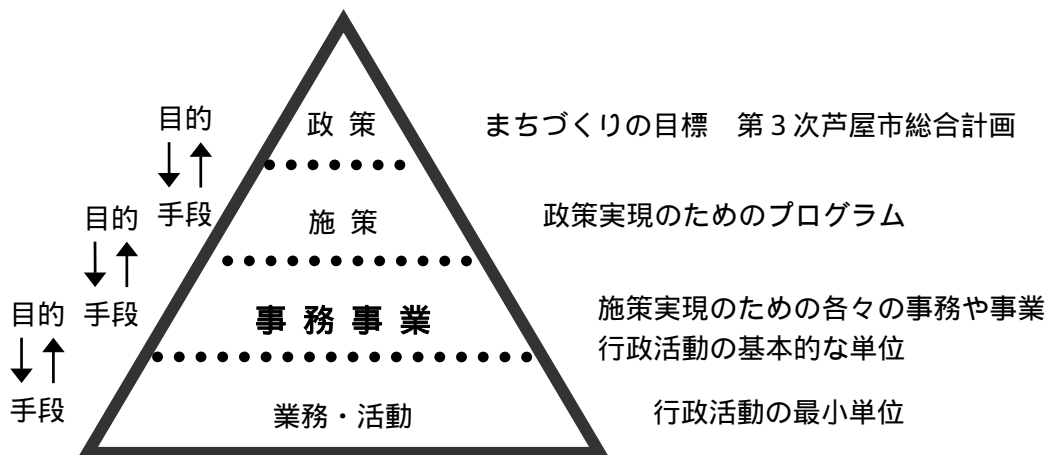 目的
政 策
まちづくりの目標　第３次芦屋市総合計画
手段
目的
施 策
政策実現のためのプログラム
手段
目的
事 務 事 業
施策実現のための各々の事務や事業
行政活動の基本的な単位
手段
業務・活動
行政活動の最小単位